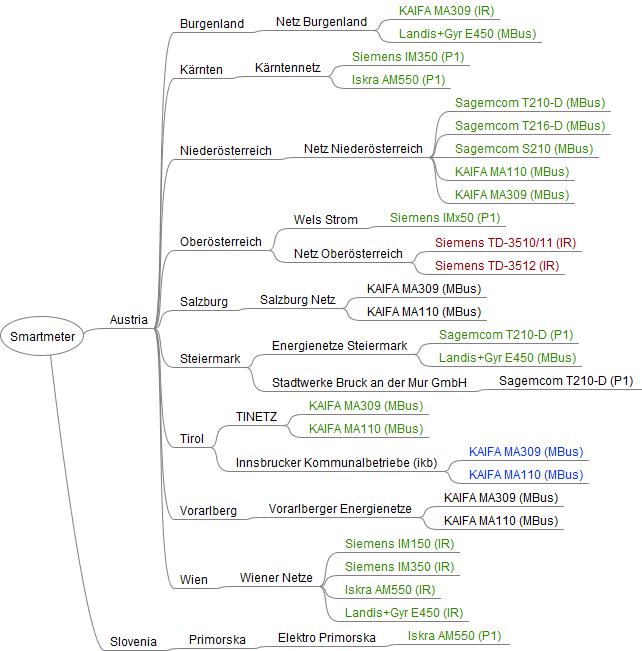 Smartmeter
Austria
Burgenland
Netz Burgenland
KAIFA MA309 (IR)
Landis+Gyr E450 (MBus)
Kärnten
Kärntennetz
Siemens IM350 (P1)
Iskra AM550 (P1)
Niederösterreich
Netz Niederösterreich
Sagemcom T210-D (MBus)
Sagemcom T216-D (MBus)
Sagemcom S210 (MBus)
KAIFA MA110 (MBus)
KAIFA MA309 (MBus)
Oberösterreich
Wels Strom
Siemens IMx50 (P1)
Netz Oberösterreich
Siemens TD-3510/11 (IR)
Siemens TD-3512 (IR)
Salzburg
Salzburg Netz
KAIFA MA309 (MBus)
KAIFA MA110 (MBus)
Steiermark
Energienetze Steiermark
Sagemcom T210-D (P1)
Landis+Gyr E450 (MBus)
Stadtwerke Bruck an der Mur GmbH
Sagemcom T210-D (P1)
Tirol
TINETZ
KAIFA MA309 (MBus)
KAIFA MA110 (MBus)
Innsbrucker Kommunalbetriebe (ikb)
KAIFA MA309 (MBus)
KAIFA MA110 (MBus)
Vorarlberg
Vorarlberger Energienetze
KAIFA MA309 (MBus)
KAIFA MA110 (MBus)
Wien
Wiener Netze
Siemens IM150 (IR)
Siemens IM350 (IR)
Iskra AM550 (IR)
Landis+Gyr E450 (IR)
Slovenia
Primorska
Elektro Primorska
Iskra AM550 (P1)